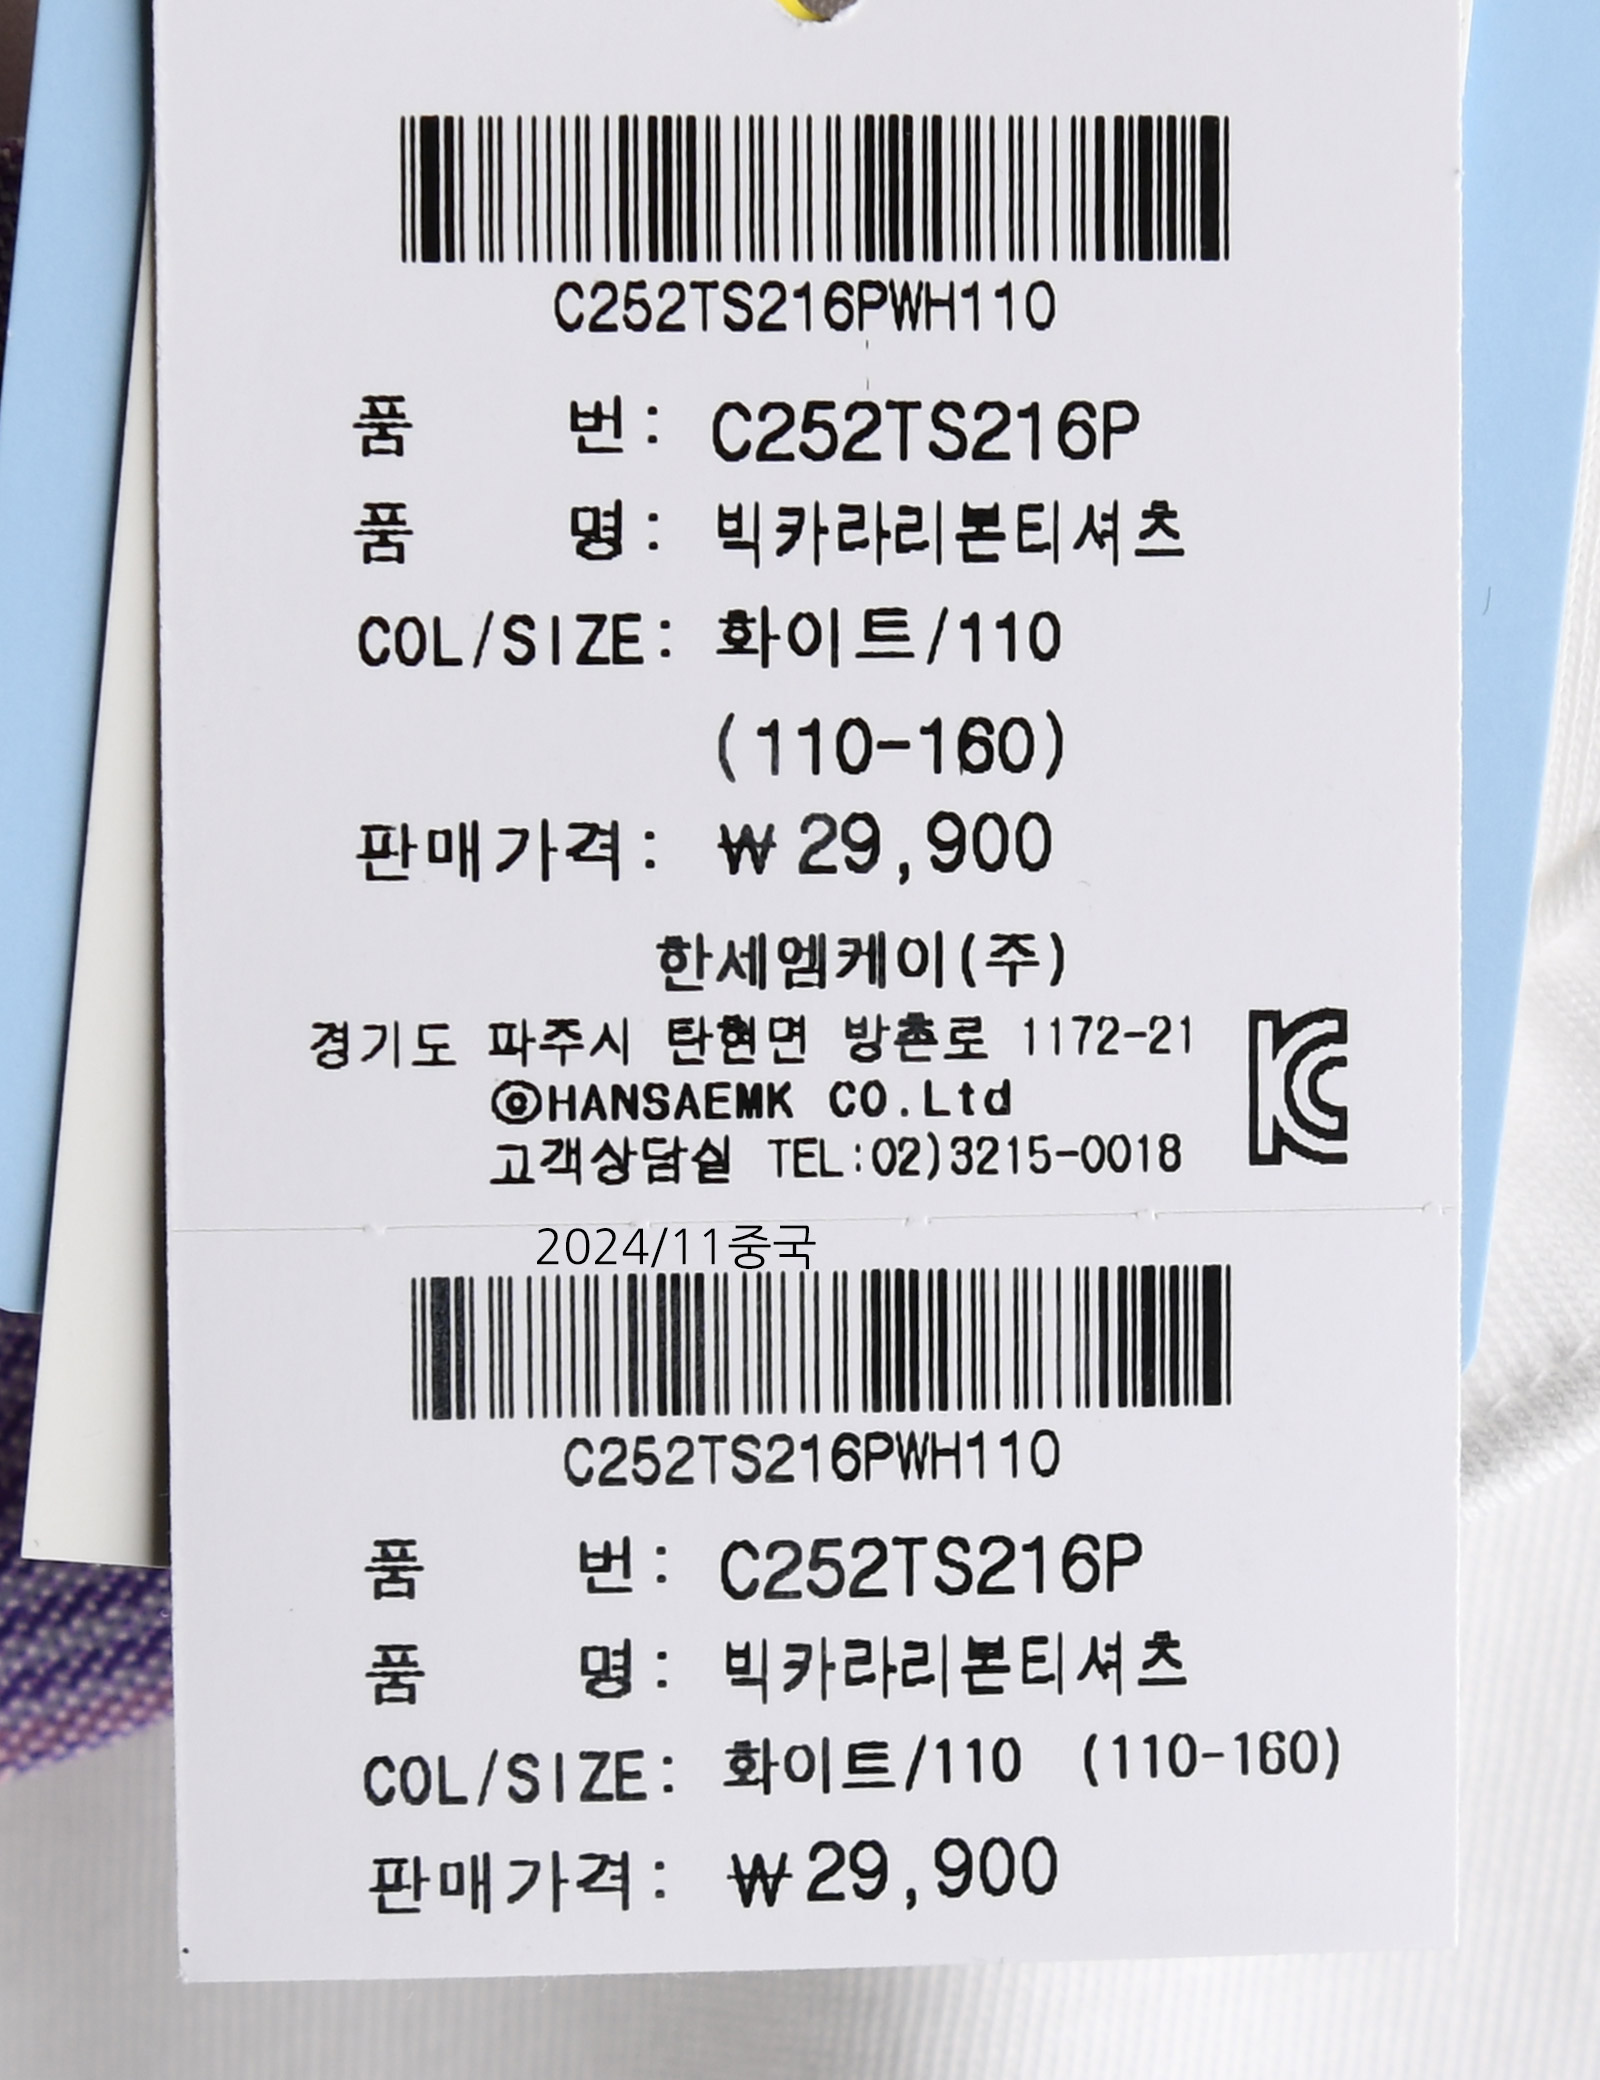 C252TS216PWH110
품 번: C252TS216P
품 명: 빅카라리본티셔츠
COL/SIZE: 화이트/110
(110-160)
판매가격: ₩29,900
한세엠케이(주)
경기도 파주시 탄현면 방촌로 1172-21
©HANSAEMK CO.Ltd
고객상담실 TEL:02)3215-0018
KC
2024/11중국
C252TS216PWH110
품 번: C252TS216P
품 명: 빅카라리본티셔츠
COL/SIZE: 화이트/110 (110-160)
판매가격: ₩29,900